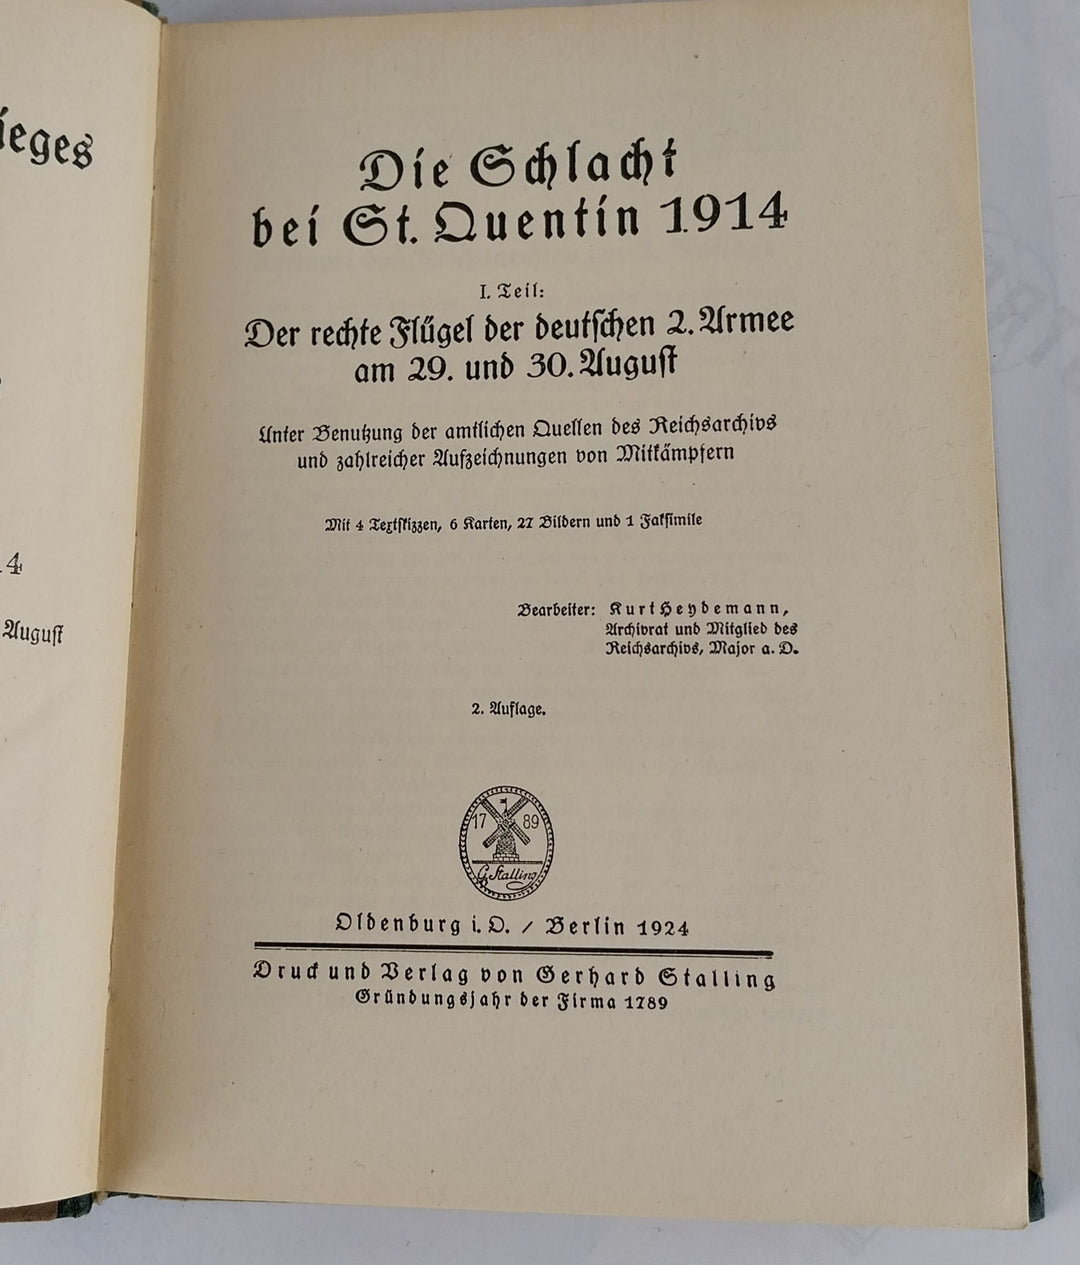 ieges
4
August
Die Schlacht
bei St. Quentin 1914
I. Teil:
Der rechte Flügel der deutschen 2. Armee
am 29. und 30. August
Unter Benutzung der amtlichen Quellen des Reichsarchivs
und zahlreicher Aufzeichnungen von Mitkämpfern
Mit 4 Textskizzen, 6 Karten, 27 Bildern und 1 Faksimile
Bearbeiter: Kurt Heydemann,
Archivrat und Mitglied des
Reichsarchivs, Major a. D.
2. Auflage.
17 89
G. Stalling
Oldenburg i. O. / Berlin 1924
Druck und Verlag von Gerhard Stalling
Gründungsjahr der Firma 1789